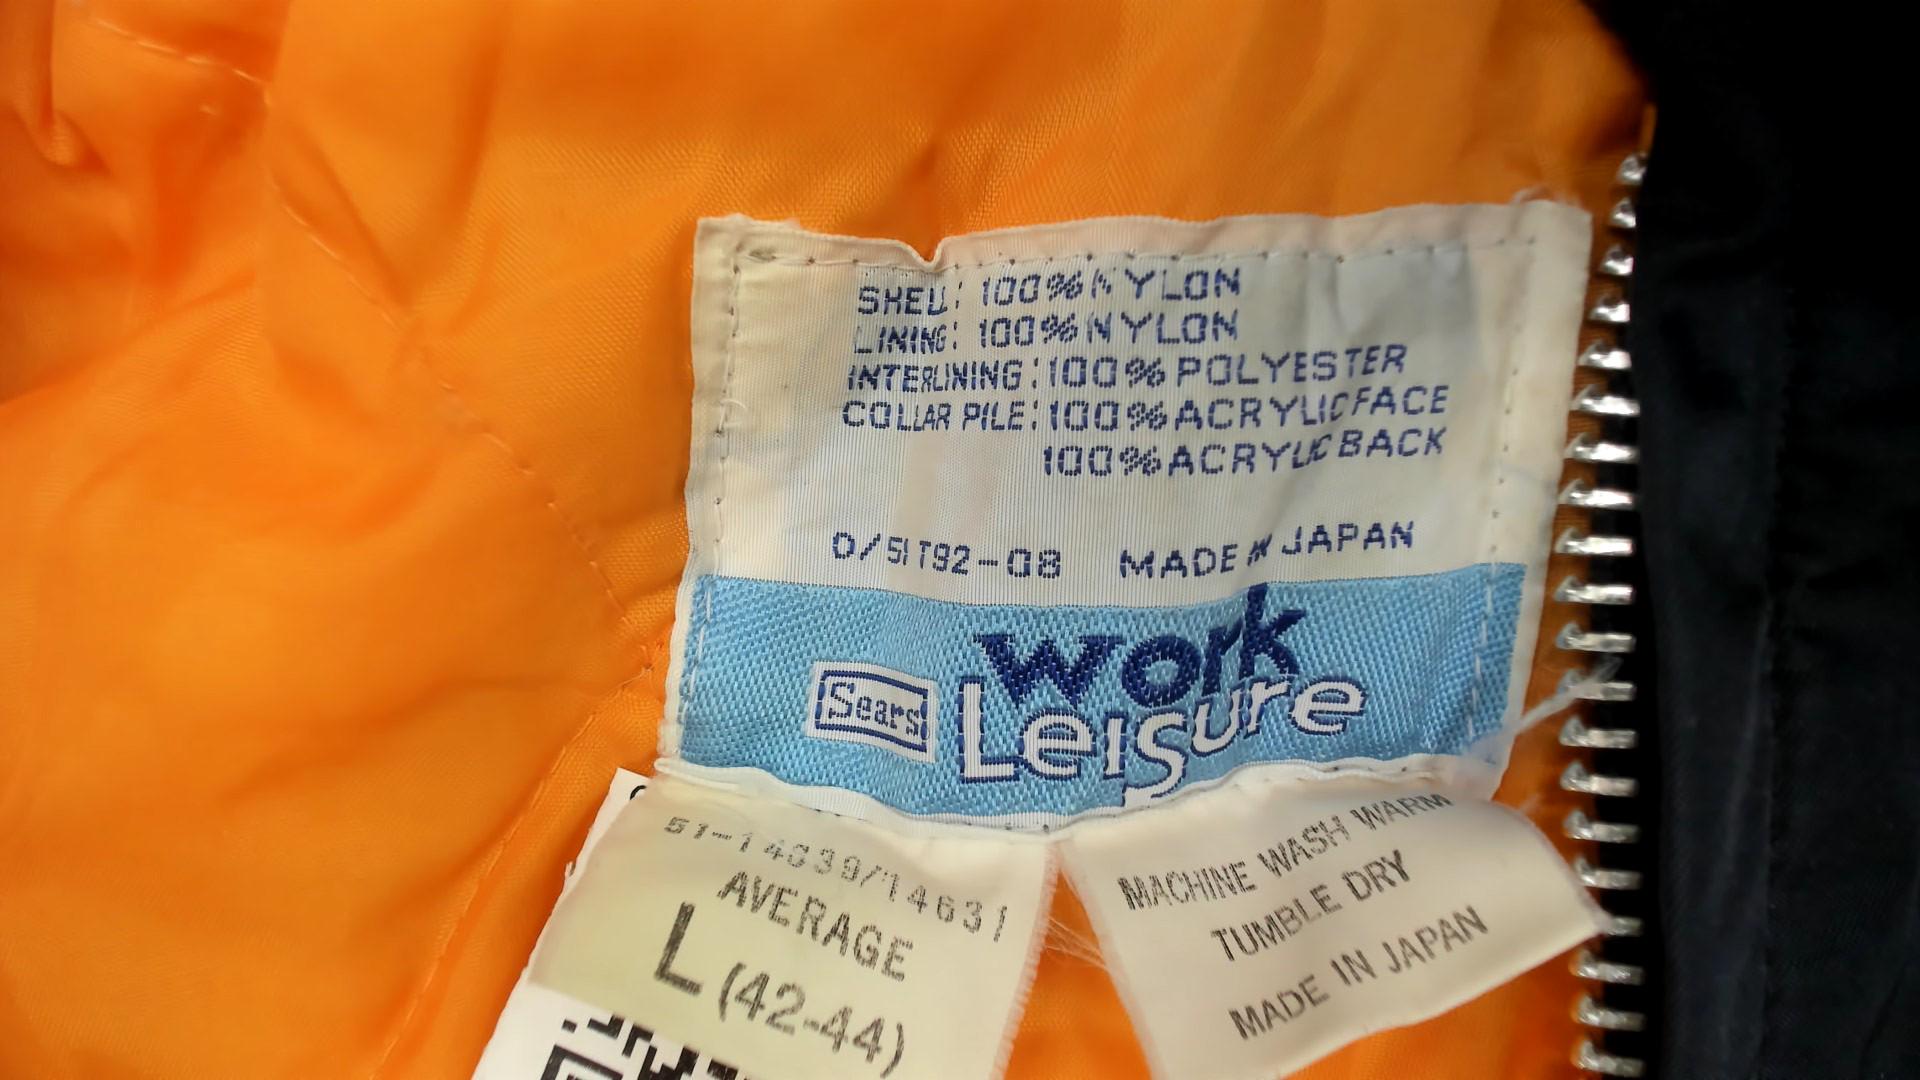 SHELL: 100% NYLON
LINING: 100% NYLON
INTERLINING: 100% POLYESTER
COLLAR PILE: 100% ACRYLIC FACE
100% ACRYLIC BACK
0/51T92-08 MADE IN JAPAN
Sears work Leisure
51-14039/14631
AVERAGE
L (42-44)
MACHINE WASH WARM
TUMBLE DRY
MADE IN JAPAN